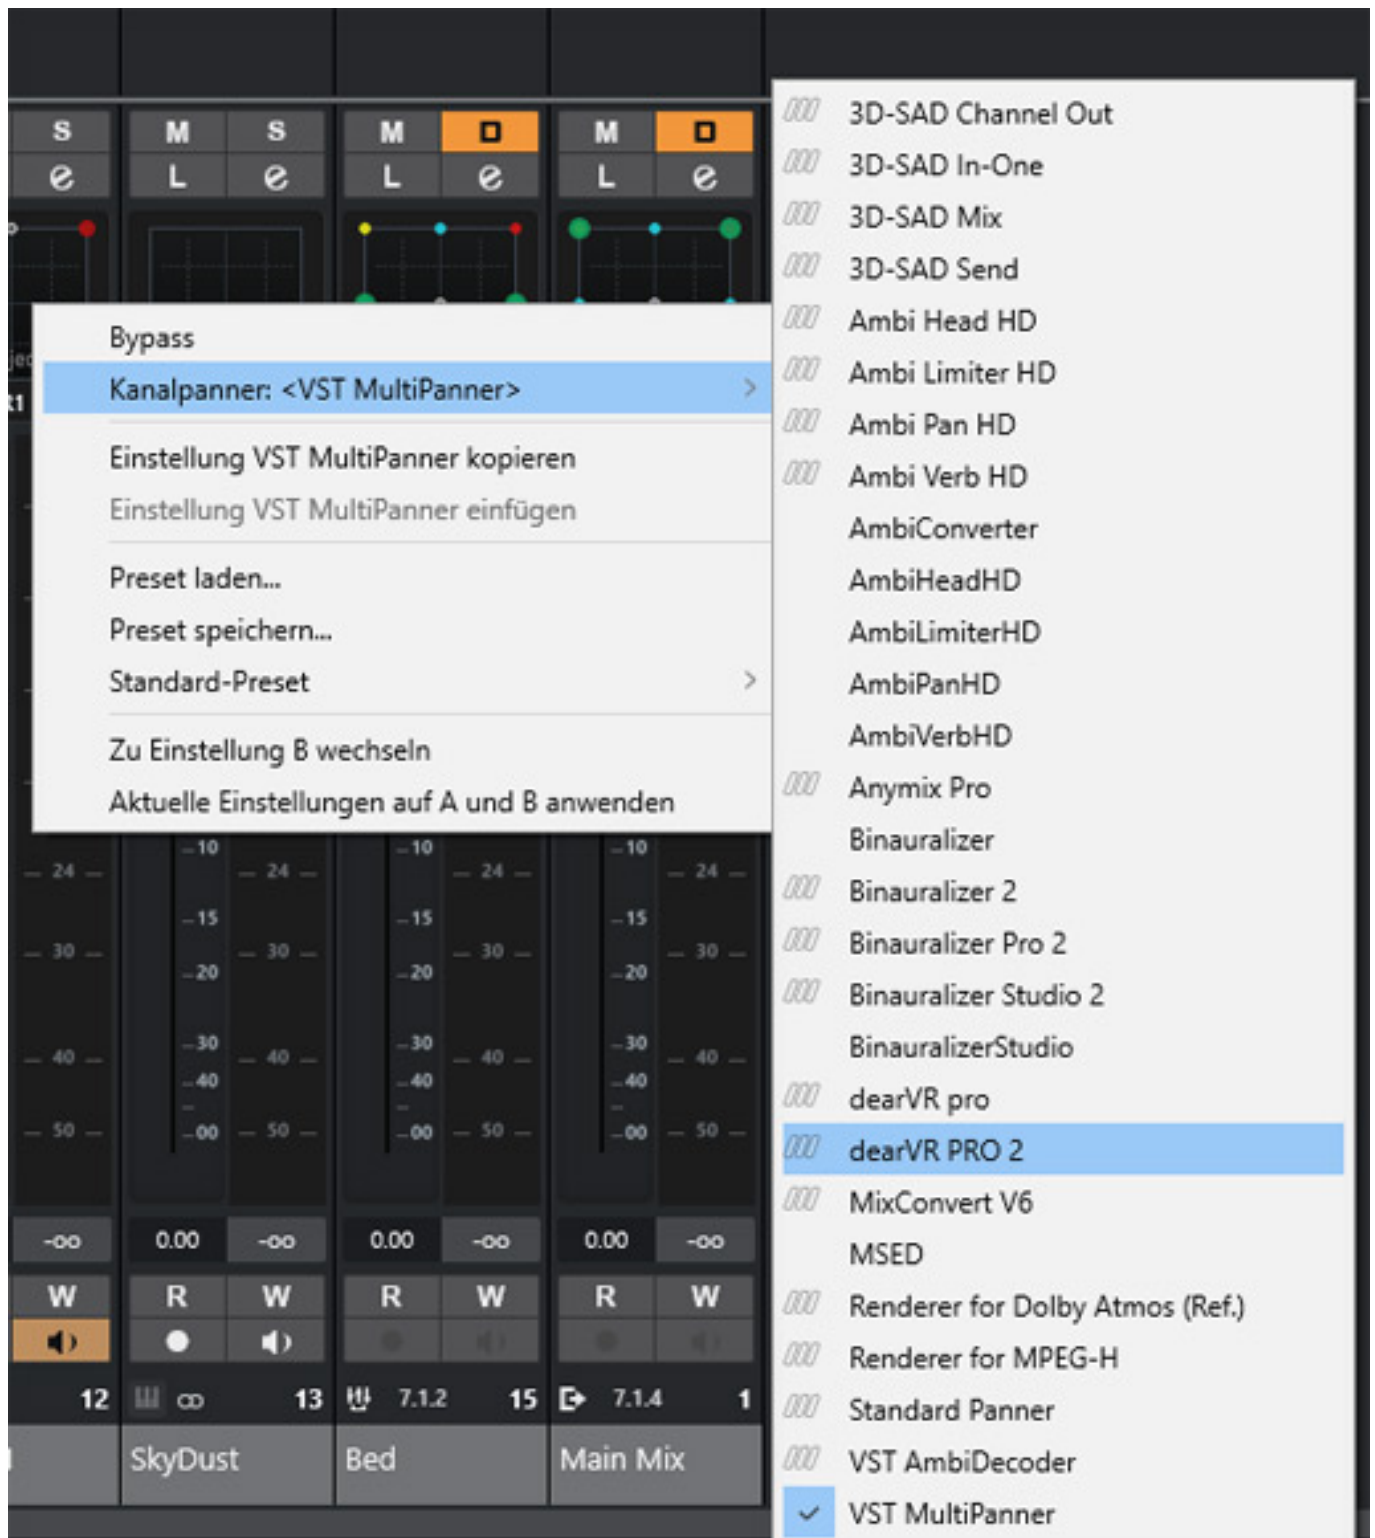 S M S M M
e L e L e L e
Bypass
Kanalpanner: <VST MultiPanner>
Einstellung VST MultiPanner kopieren
Einstellung VST MultiPanner einfügen
Preset laden...
Preset speichern...
Standard-Preset
Zu Einstellung B wechseln
Aktuelle Einstellungen auf A und B anwenden
3D-SAD Channel Out
3D-SAD In-One
3D-SAD Mix
3D-SAD Send
Ambi Head HD
Ambi Limiter HD
Ambi Pan HD
Ambi Verb HD
AmbiConverter
AmbiHeadHD
AmbiLimiterHD
AmbiPanHD
AmbiVerbHD
Anymix Pro
Binauralizer
Binauralizer 2
Binauralizer Pro 2
Binauralizer Studio 2
BinauralizerStudio
dearVR pro
dearVR PRO 2
MixConvert V6
MSED
Renderer for Dolby Atmos (Ref.)
Renderer for MPEG-H
Standard Panner
VST AmbiDecoder
VST MultiPanner
10 10 10
24 24 24 24
15 15 15
30 30 30 30
20 20 20
30 30 30
40 40 40 40
40 40 40
50 00 50 00 50 00 50
-oo 0.00 -oo 0.00 -oo 0.00 -oo
W R W R W R W
12 13 7.1.2 15 7.1.4 1
SkyDust Bed Main Mix